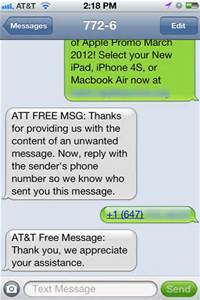 AT&T 2:18 PM
Messages 772-6 Edit
of Apple Promo March
2012! Select your New
iPad, iPhone 4S, or
Macbook Air now at
ATT FREE MSG: Thanks
for providing us with the
content of an unwanted
message. Now, reply with
the sender's phone
number so we know who
sent you this message.
+1 (647)
AT&T Free Message:
Thank you, we appreciate
your assistance.
Text Message Send